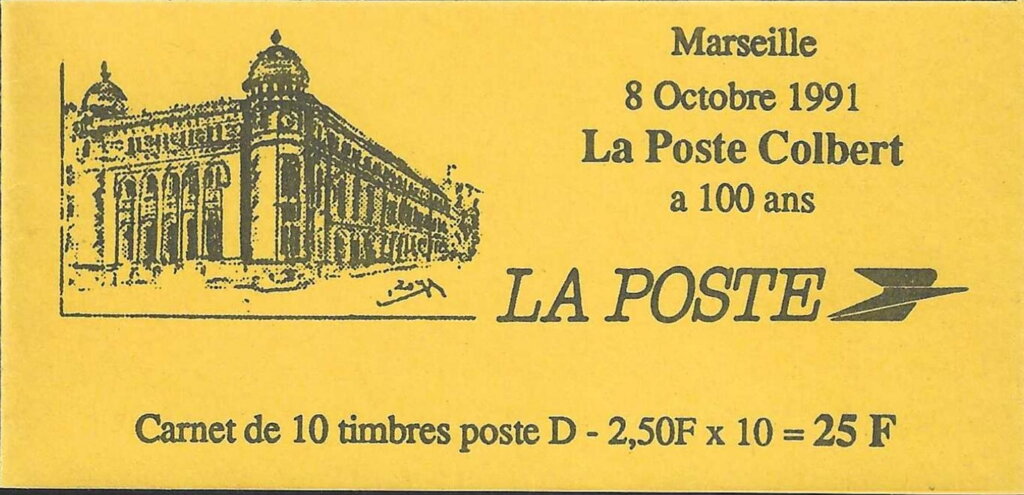 Marseille
8 Octobre 1991
La Poste Colbert
a 100 ans
LA POSTE
Carnet de 10 timbres poste D - 2,50F x 10 = 25 F